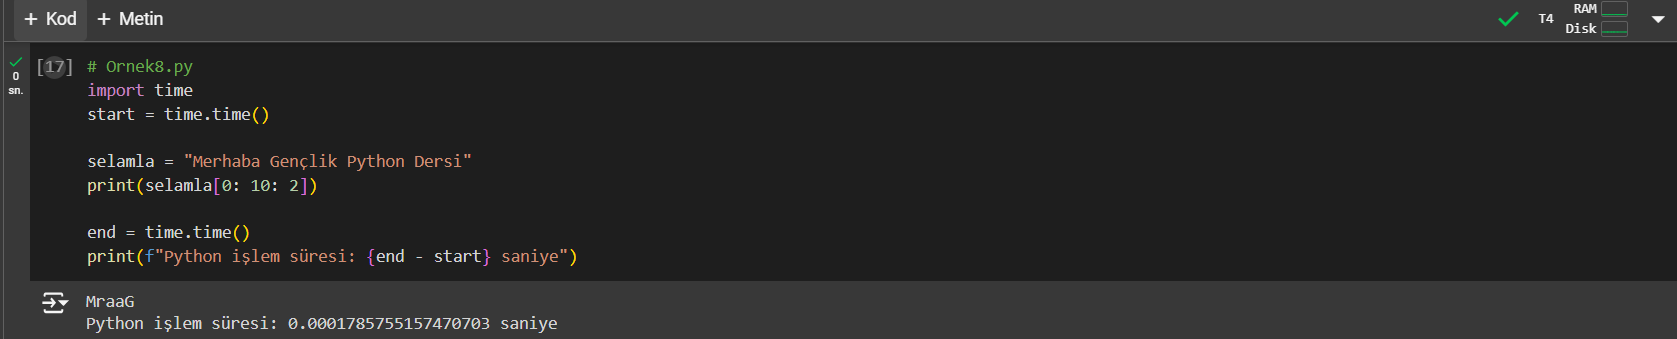 + Kod + Metin
T4
RAM
Disk
0
sn.
[17] # Ornek8.py
import time
start = time.time()
selamla = "Merhaba Gençlik Python Dersi"
print(selamla[0: 10: 2])
end = time.time()
print(f"Python işlem süresi: {end - start} saniye")
MraaG
Python işlem süresi: 0.0001785755157470703 saniye